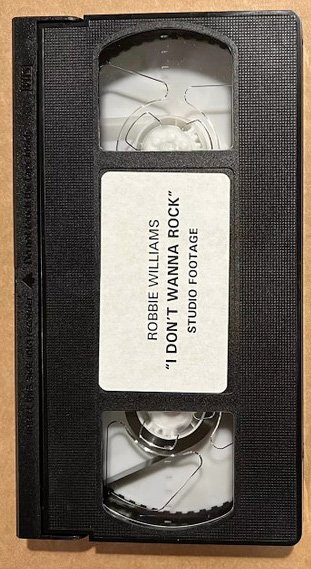 ROBBIE WILLIAMS
"I DON'T WANNA ROCK"
STUDIO FOOTAGE